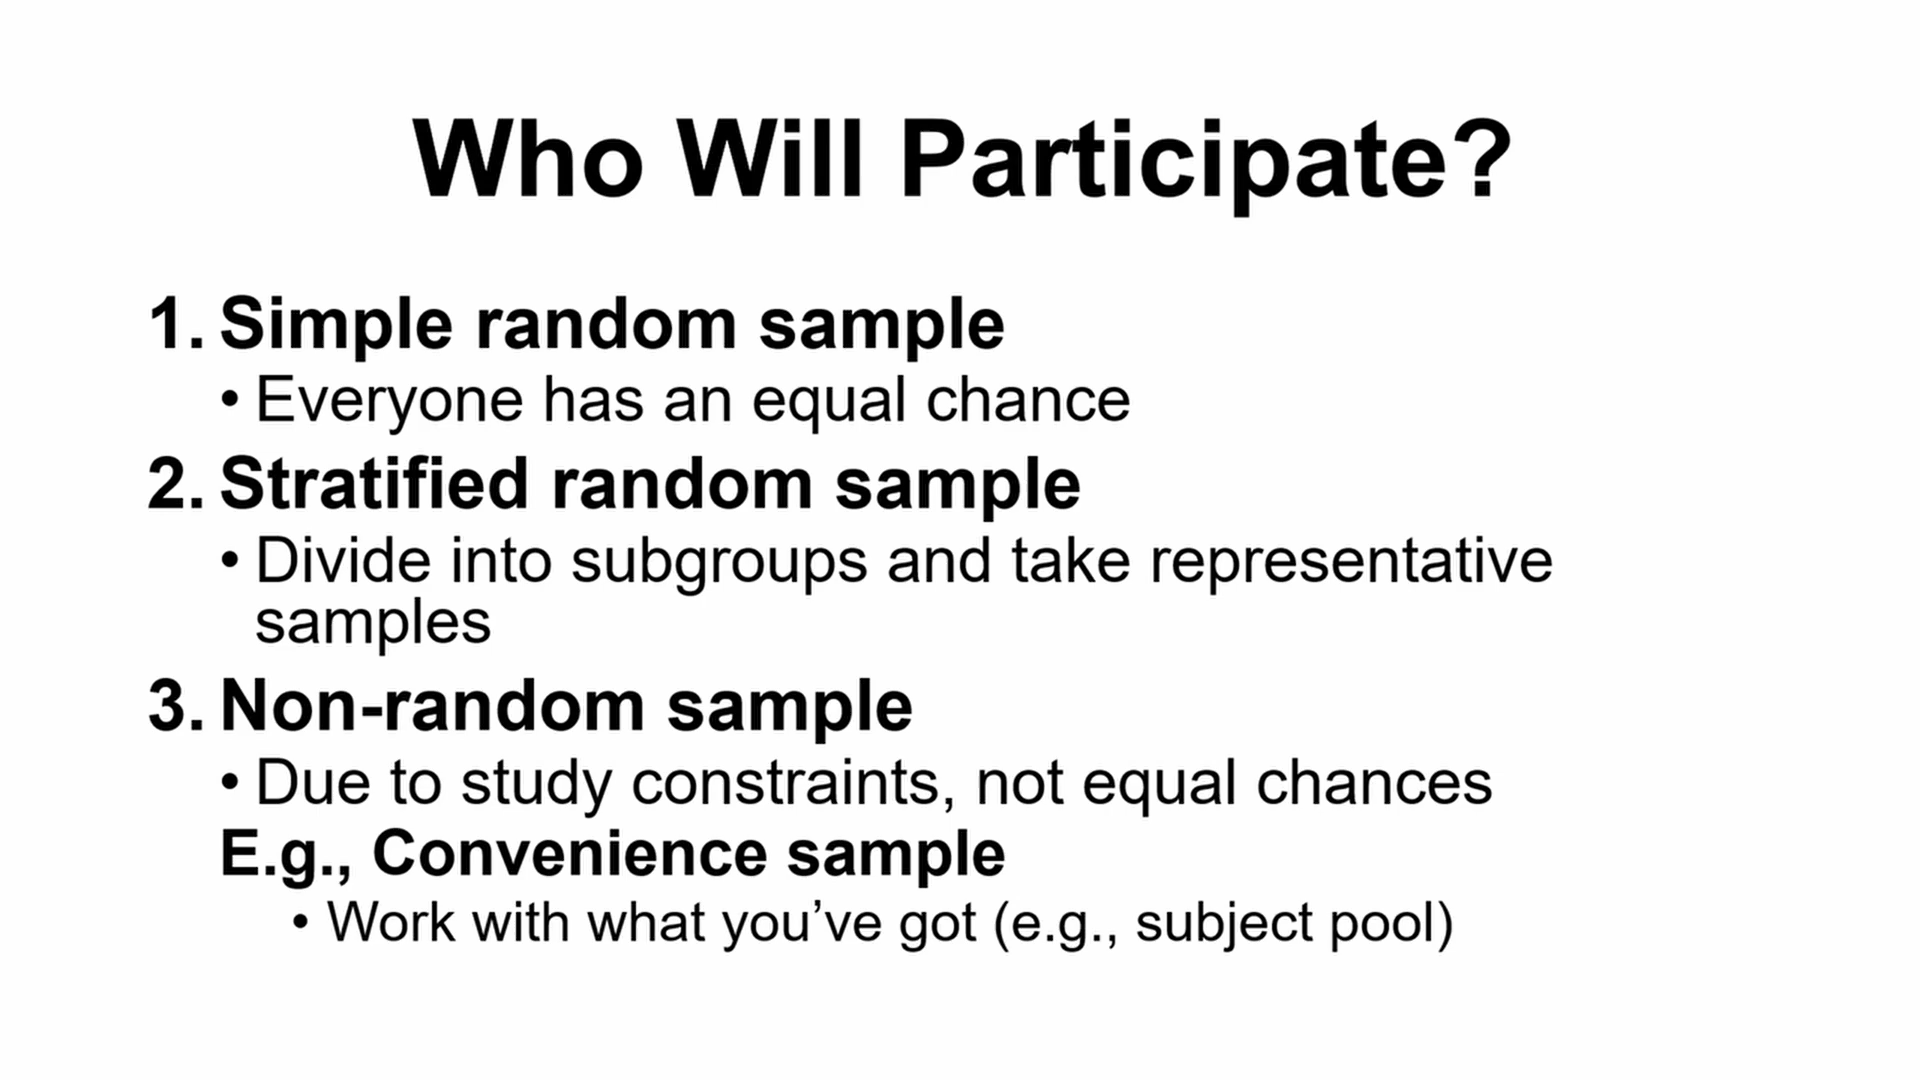 Who Will Participate?
1. Simple random sample
• Everyone has an equal chance
2. Stratified random sample
• Divide into subgroups and take representative
samples
3. Non-random sample
• Due to study constraints, not equal chances
E.g., Convenience sample
• Work with what you’ve got (e.g., subject pool)